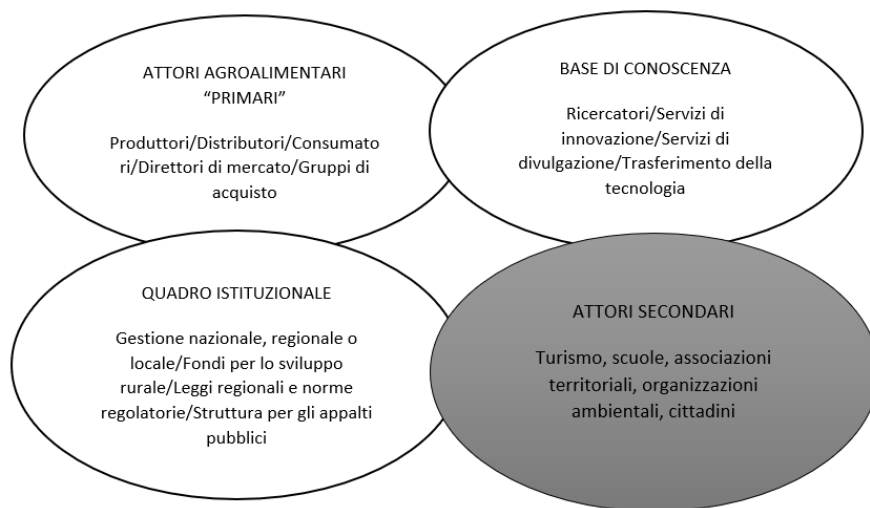 ATTORI AGROALIMENTARI
“PRIMARI”
Produttori/Distributori/Consumato
ri/Direttori di mercato/Gruppi di
acquisto
BASE DI CONOSCENZA
Ricercatori/Servizi di
innovazione/Servizi di
divulgazione/Trasferimento della
tecnologia
QUADRO ISTITUZIONALE
Gestione nazionale, regionale o
locale/Fondi per lo sviluppo
rurale/Leggi regionali e norme
regolatorie/Struttura per gli appalti
pubblici
ATTORI SECONDARI
Turismo, scuole, associazioni
territoriali, organizzazioni
ambientali, cittadini